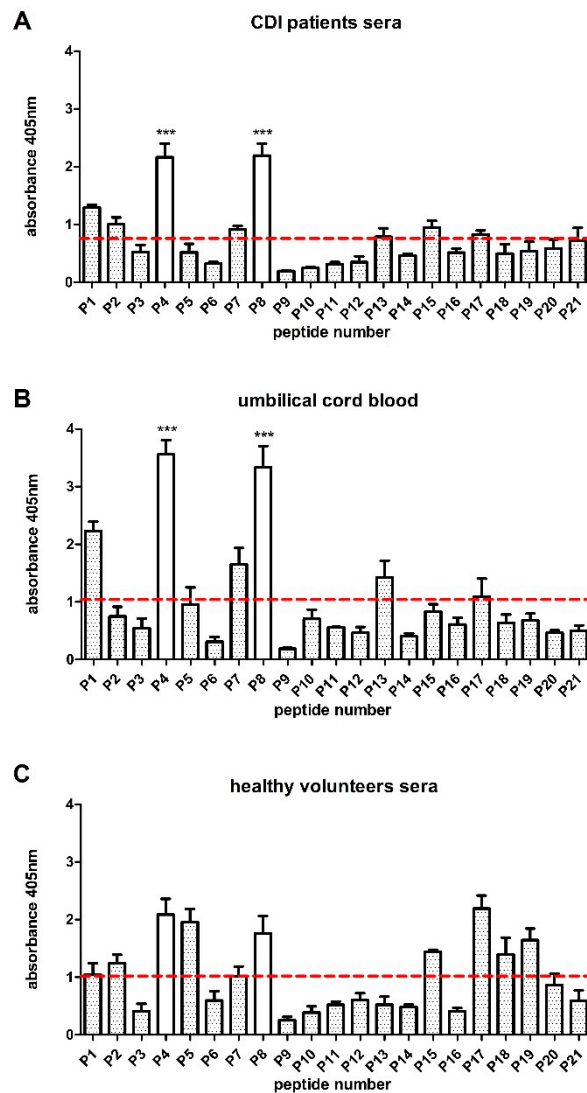 A
CDI patients sera
absorbance 405nm
4
3
2
1
0
*** ***
P1 P2 P3 P4 P5 P6 P7 P8 P9 P10 P11 P12 P13 P14 P15 P16 P17 P18 P19 P20 P21
peptide number
B
umbilical cord blood
absorbance 405nm
4
3
2
1
0
*** ***
P1 P2 P3 P4 P5 P6 P7 P8 P9 P10 P11 P12 P13 P14 P15 P16 P17 P18 P19 P20 P21
peptide number
C
healthy volunteers sera
absorbance 405nm
4
3
2
1
0
P1 P2 P3 P4 P5 P6 P7 P8 P9 P10 P11 P12 P13 P14 P15 P16 P17 P18 P19 P20 P21
peptide number